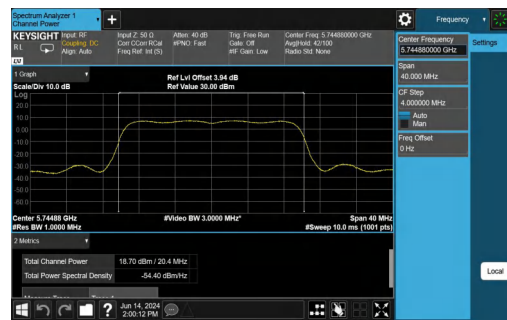 Spectrum Analyzer 1
Channel Power
Frequency
KEYSIGHT
RL
Input: RF
Coupling: DC
Align: Auto
Input Z: 50 Ω
Corr CCorr RCal
Freq Ref: Int (S)
Atten: 40 dB
#PNO: Fast
Trig: Free Run
Gate: Off
#IF Gain: Low
Center Freq: 5.744880000 GHz
Avg|Hold: 42/100
Radio Std: None
Center Frequency
5.744880000 GHz
Settings
Span
40.000 MHz
CF Step
4.000000 MHz
Auto
Man
Freq Offset
0 Hz
Local
1 Graph
Scale/Div 10.0 dB
Ref Lvl Offset 3.94 dB
Ref Value 30.00 dBm
Log
20.0
10.0
0.00
-10.0
-20.0
-30.0
-40.0
-50.0
-60.0
Center 5.74488 GHz
#Video BW 3.0000 MHz*
Span 40 MHz
#Res BW 1.0000 MHz
#Sweep 10.0 ms (1001 pts)
2 Metrics
Total Channel Power 18.70 dBm / 20.4 MHz
Total Power Spectral Density -54.40 dBm/Hz
Jun 14, 2024
2:00:12 PM